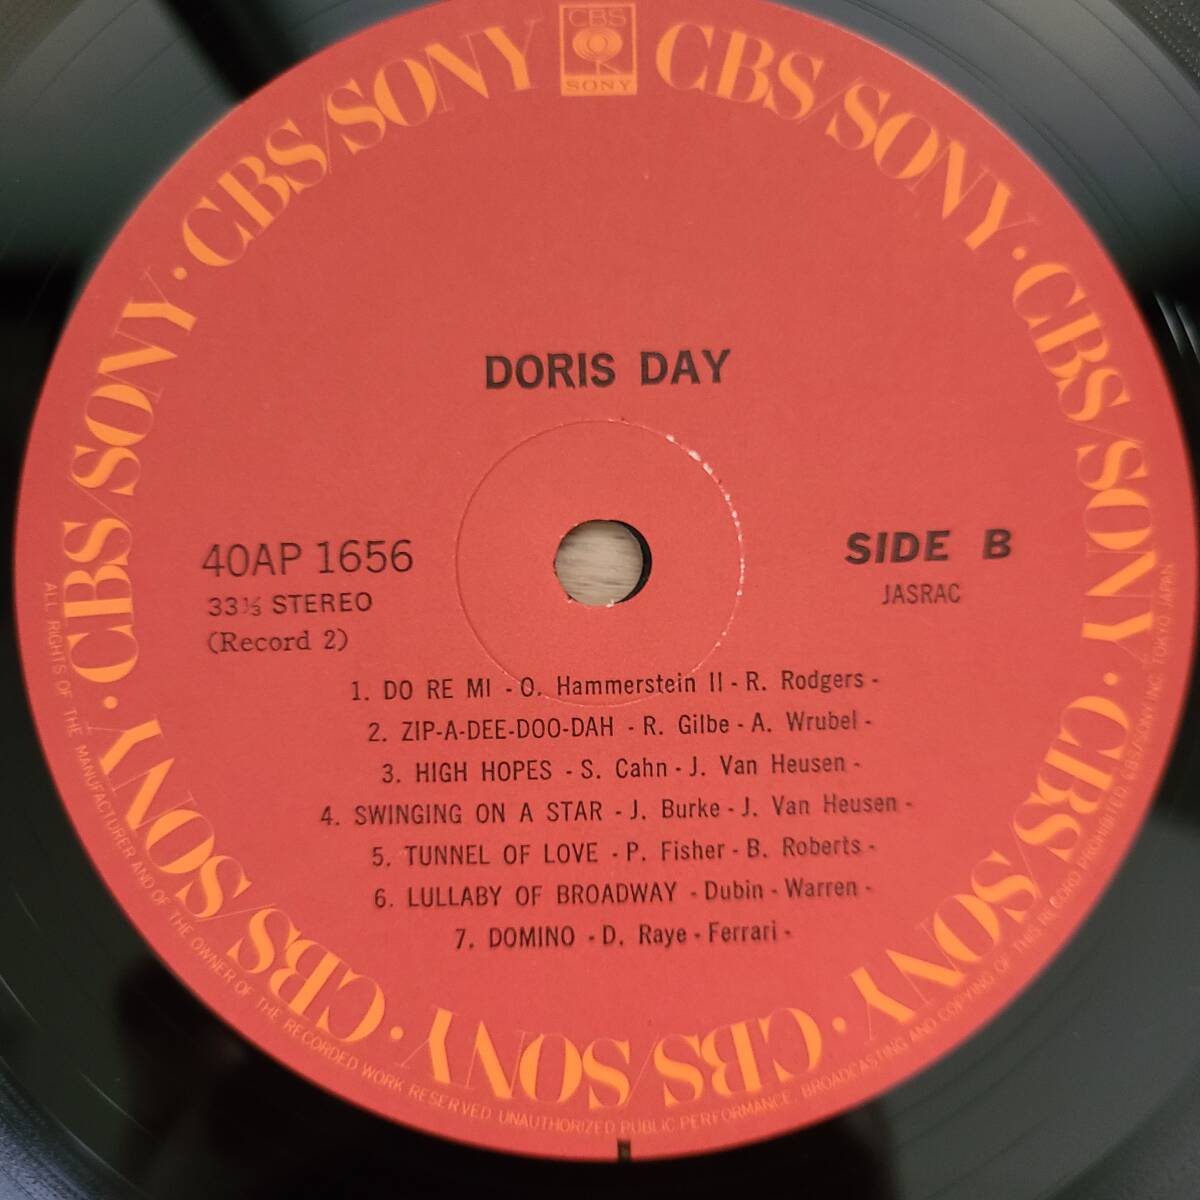 CBS
SONY
CBS/SONY · CBS/SONY · CBS/SONY · CBS/SONY · CBS/SONY · CBS/SONY · CBS/SONY · CBS/SONY
DORIS DAY
40AP 1656
33⅓ STEREO
(Record 2)
SIDE B
JASRAC
1. DO RE MI - O. Hammerstein II - R. Rodgers -
2. ZIP-A-DEE-DOO-DAH - R. Gilbe - A. Wrubel -
3. HIGH HOPES - S. Cahn - J. Van Heusen -
4. SWINGING ON A STAR - J. Burke - J. Van Heusen -
5. TUNNEL OF LOVE - P. Fisher - B. Roberts -
6. LULLABY OF BROADWAY - Dubin - Warren -
7. DOMINO - D. Raye - Ferrari -
ALL RIGHTS OF THE MANUFACTURER AND OF THE OWNER OF THE RECORDED WORK RESERVED. UNAUTHORIZED PUBLIC PERFORMANCE, BROADCASTING AND COPYING OF THIS RECORD PROHIBITED. CBS/SONY INC. TOKYO JAPAN